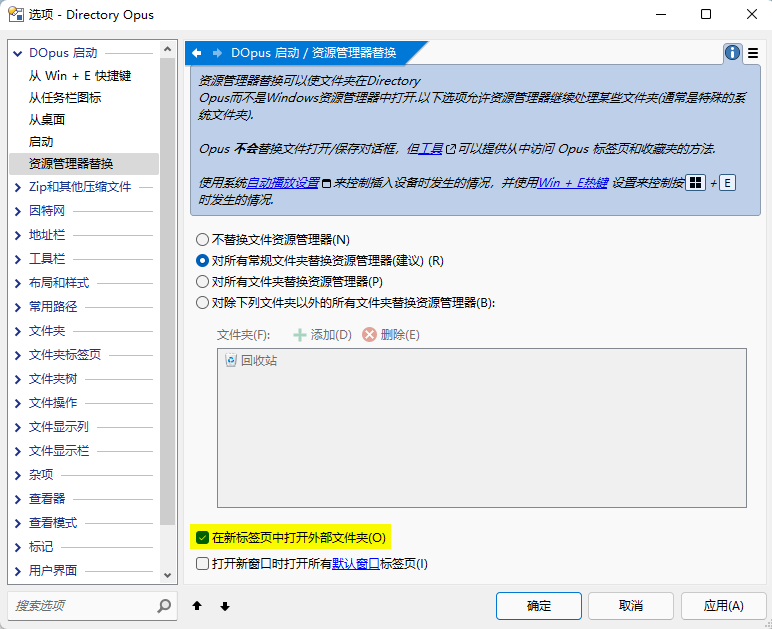 选项 - Directory Opus
DOpus 启动
从 Win + E 快捷键
从任务栏图标
从桌面
启动
资源管理器替换
Zip和其他压缩文件
因特网
地址栏
工具栏
布局和样式
常用路径
文件夹
文件夹标签页
文件夹树
文件操作
文件显示列
文件显示栏
杂项
查看器
查看模式
标记
用户界面
搜索选项
DOpus 启动 / 资源管理器替换
资源管理器替换可以使文件夹在Directory
Opus而不是Windows资源管理器中打开.以下选项允许资源管理器继续处理某些文件夹(通常是特殊的系
统文件夹).
Opus 不会替换文件打开/保存对话框，但工具可以提供从中访问 Opus 标签页和收藏夹的方法.
使用系统自动播放设置来控制插入设备时发生的情况，并使用Win + E热键 设置来控制按 + E
时发生的情况.
不替换文件资源管理器(N)
对所有常规文件夹替换资源管理器(建议) (R)
对所有文件夹替换资源管理器(P)
对除下列文件夹以外的所有文件夹替换资源管理器(B):
文件夹(F): 添加(D) 删除(E)
回收站
在新标签页中打开外部文件夹(O)
打开新窗口时打开所有默认窗口标签页(I)
确定 取消 应用(A)